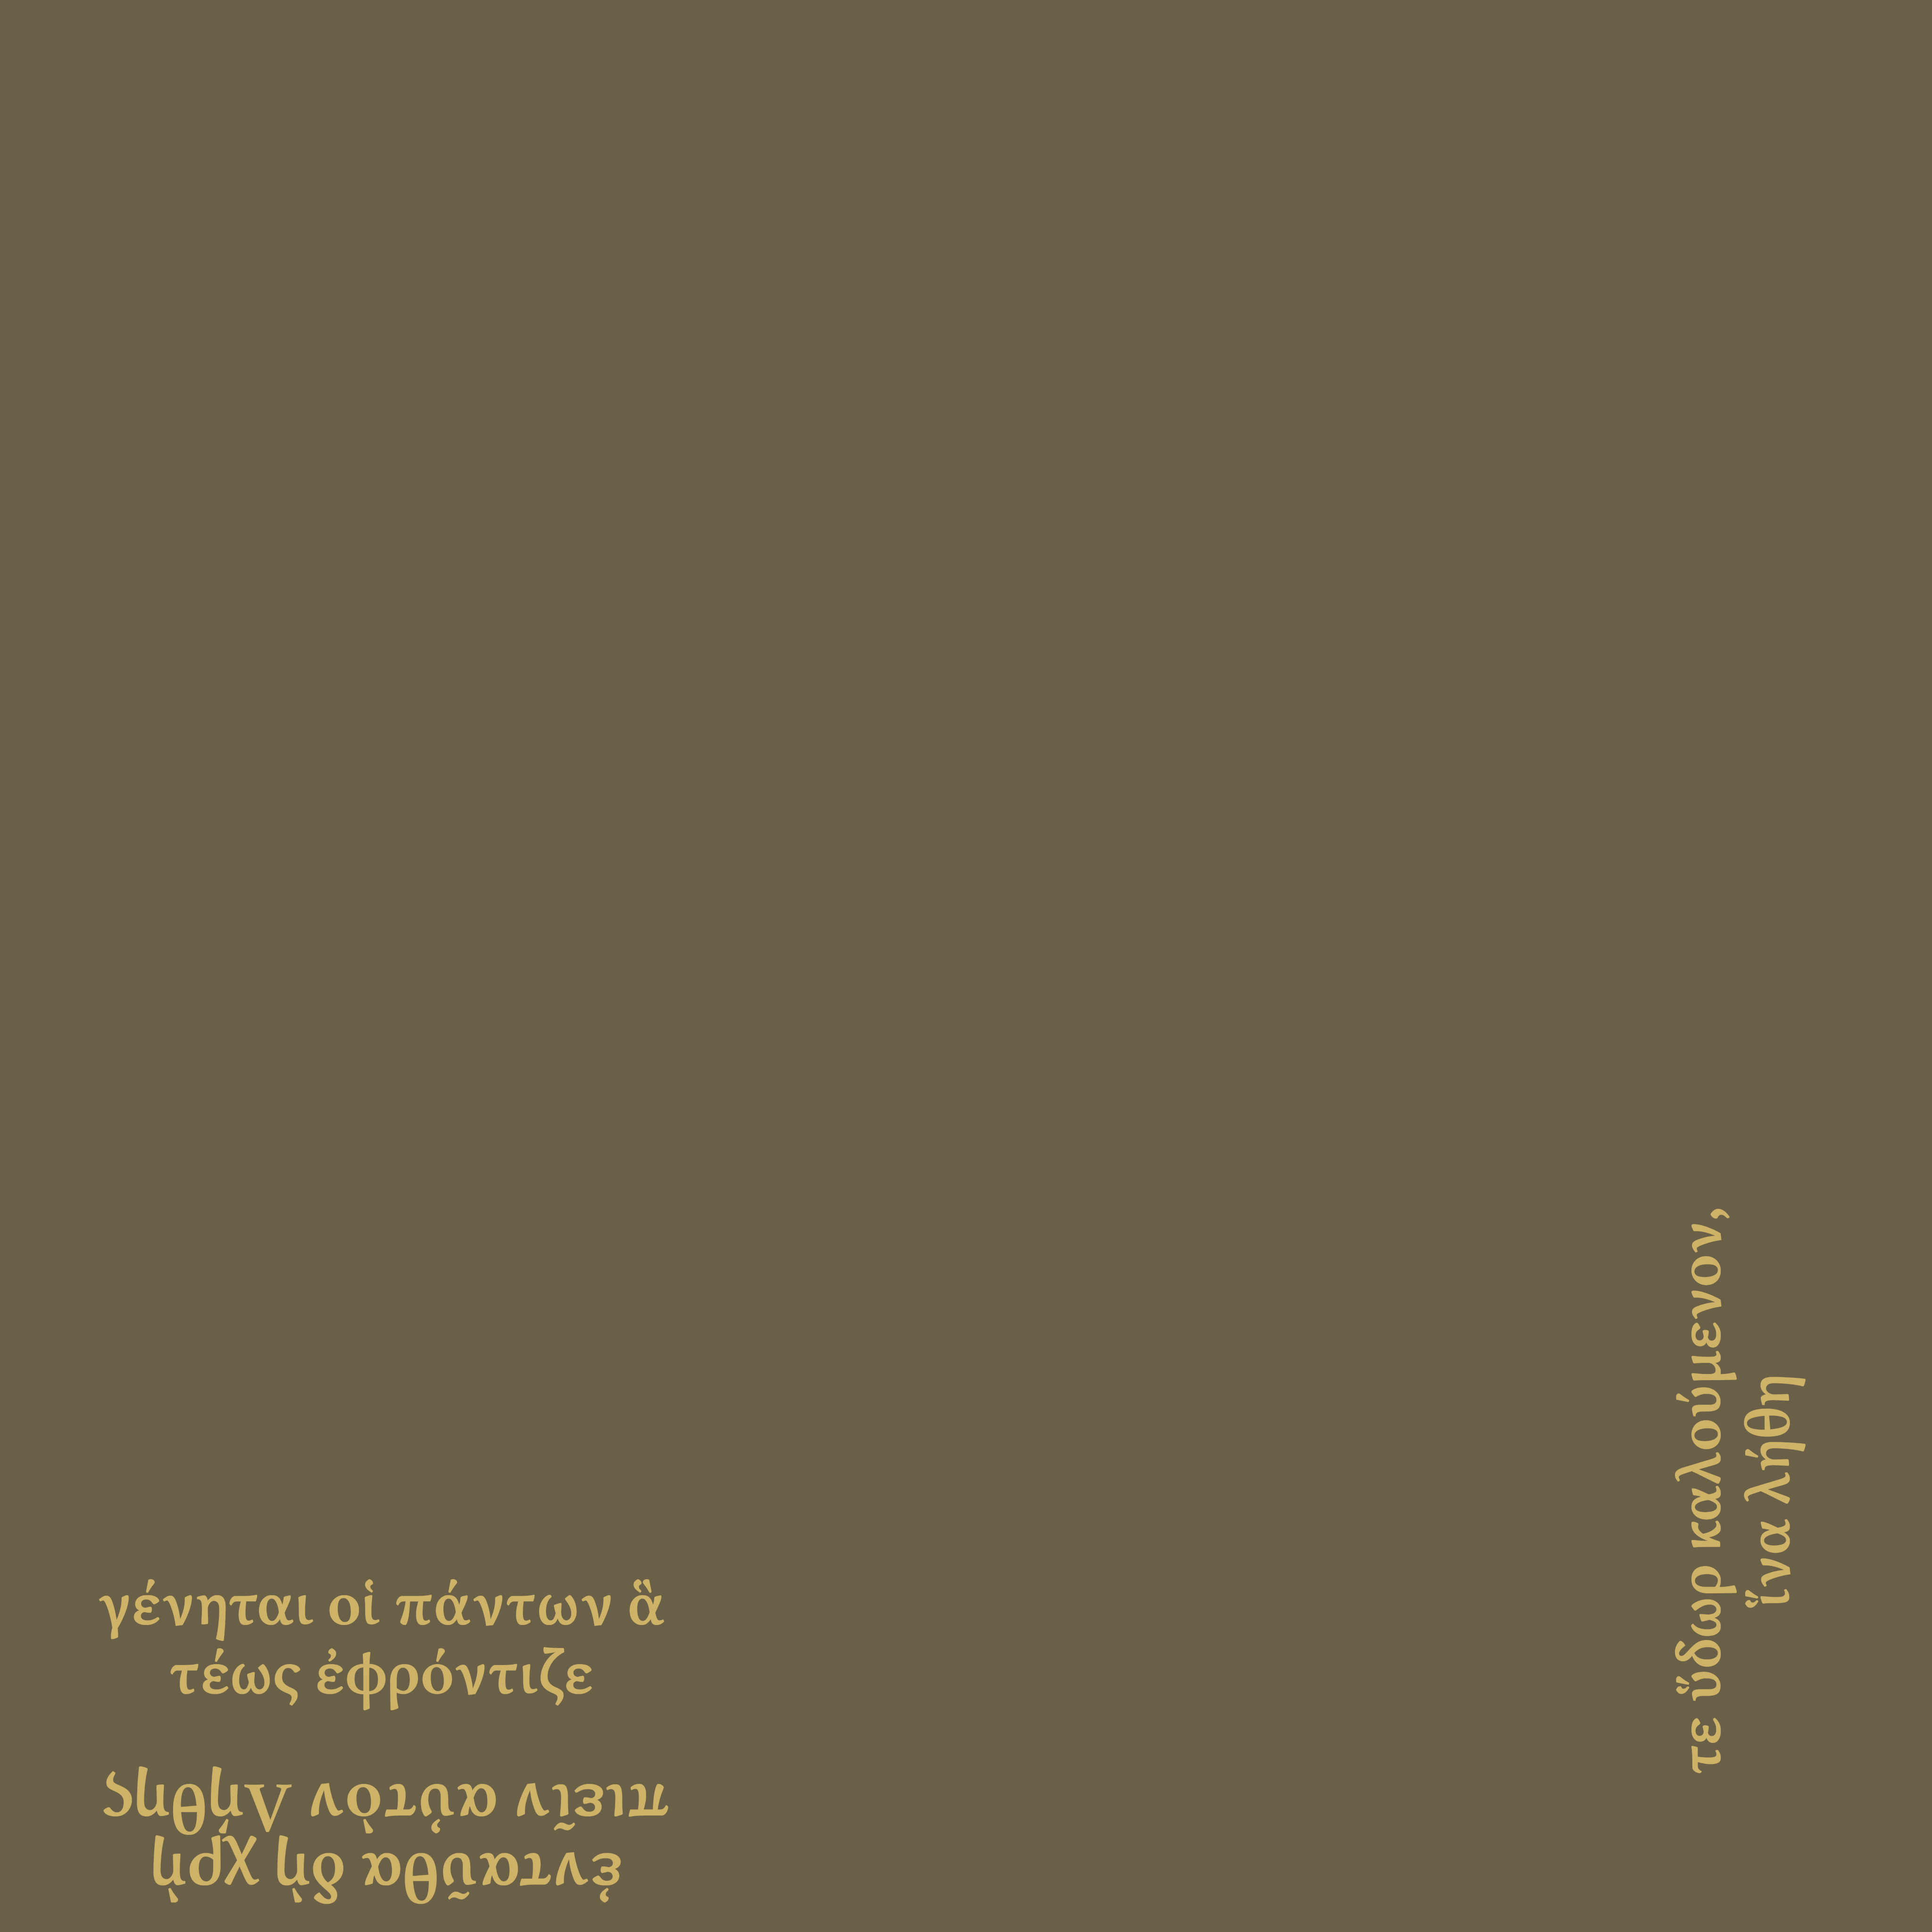 ἐνταῦθα δὴ χρὴ
πιεῖν αὐτὸν Λήθης
τε ὕδωρ καλούμενον,
ἵνα λήθη
γένηται οἱ πάντων ἃ
τέως ἐφρόντιζε